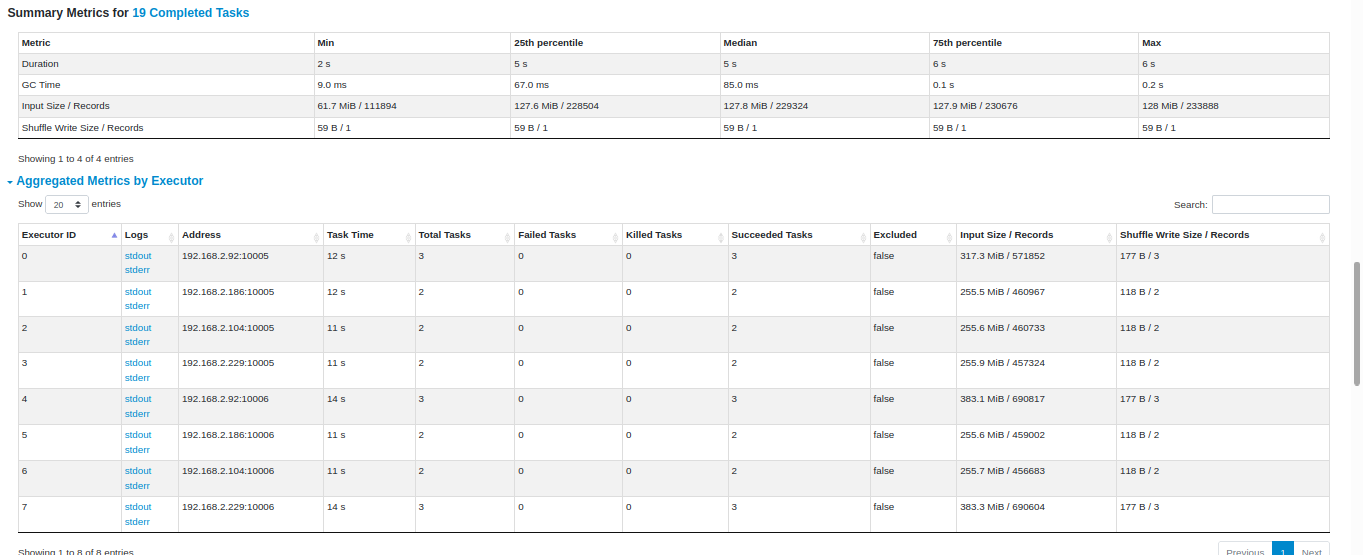 Summary Metrics for 19 Completed Tasks
Metric Min 25th percentile Median 75th percentile Max
Duration 2 s 5 s 5 s 6 s 6 s
GC Time 9.0 ms 67.0 ms 85.0 ms 0.1 s 0.2 s
Input Size / Records 61.7 MiB / 111894 127.6 MiB / 228504 127.8 MiB / 229324 127.9 MiB / 230676 128 MiB / 233888
Shuffle Write Size / Records 59 B / 1 59 B / 1 59 B / 1 59 B / 1 59 B / 1
Showing 1 to 4 of 4 entries
Aggregated Metrics by Executor
Show 20 entries Search:
Executor ID Logs Address Task Time Total Tasks Failed Tasks Killed Tasks Succeeded Tasks Excluded Input Size / Records Shuffle Write Size / Records
0 stdout 192.168.2.92:10005 12 s 3 0 0 3 false 317.3 MiB / 571852 177 B / 3
stderr
1 stdout 192.168.2.186:10005 12 s 2 0 0 2 false 255.5 MiB / 460967 118 B / 2
stderr
2 stdout 192.168.2.104:10005 11 s 2 0 0 2 false 255.6 MiB / 460733 118 B / 2
stderr
3 stdout 192.168.2.229:10005 11 s 2 0 0 2 false 255.9 MiB / 457324 118 B / 2
stderr
4 stdout 192.168.2.92:10006 14 s 3 0 0 3 false 383.1 MiB / 690817 177 B / 3
stderr
5 stdout 192.168.2.186:10006 11 s 2 0 0 2 false 255.6 MiB / 459002 118 B / 2
stderr
6 stdout 192.168.2.104:10006 11 s 2 0 0 2 false 255.7 MiB / 456683 118 B / 2
stderr
7 stdout 192.168.2.229:10006 14 s 3 0 0 3 false 383.3 MiB / 690604 177 B / 3
stderr
Showing 1 to 8 of 8 entries Previous 1 Next